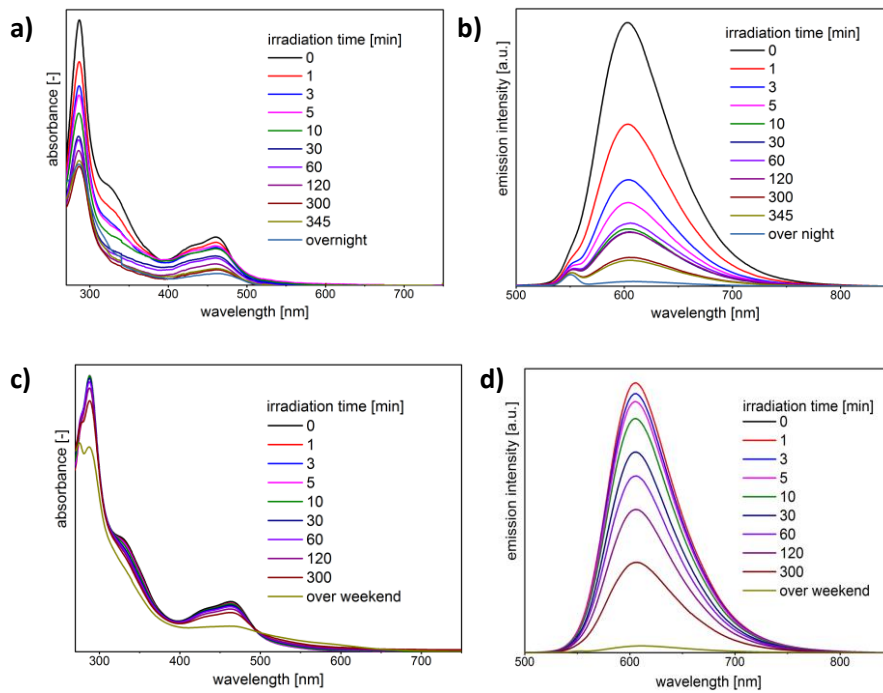 a)
absorbance [-]
irradiation time [min]
0
1
3
5
10
30
60
120
300
345
overnight
300
400
500
600
700
wavelength [nm]
b)
emission intensity [a.u.]
irradiation time [min]
0
1
3
5
10
30
60
120
300
345
over night
500
600
700
800
wavelength [nm]
c)
absorbance [-]
irradiation time [min]
0
1
3
5
10
30
60
120
300
over weekend
300
400
500
600
700
wavelength [nm]
d)
emission intensity [a.u.]
irradiation time [min]
0
1
3
5
10
30
60
120
300
over weekend
500
600
700
800
wavelength [nm]